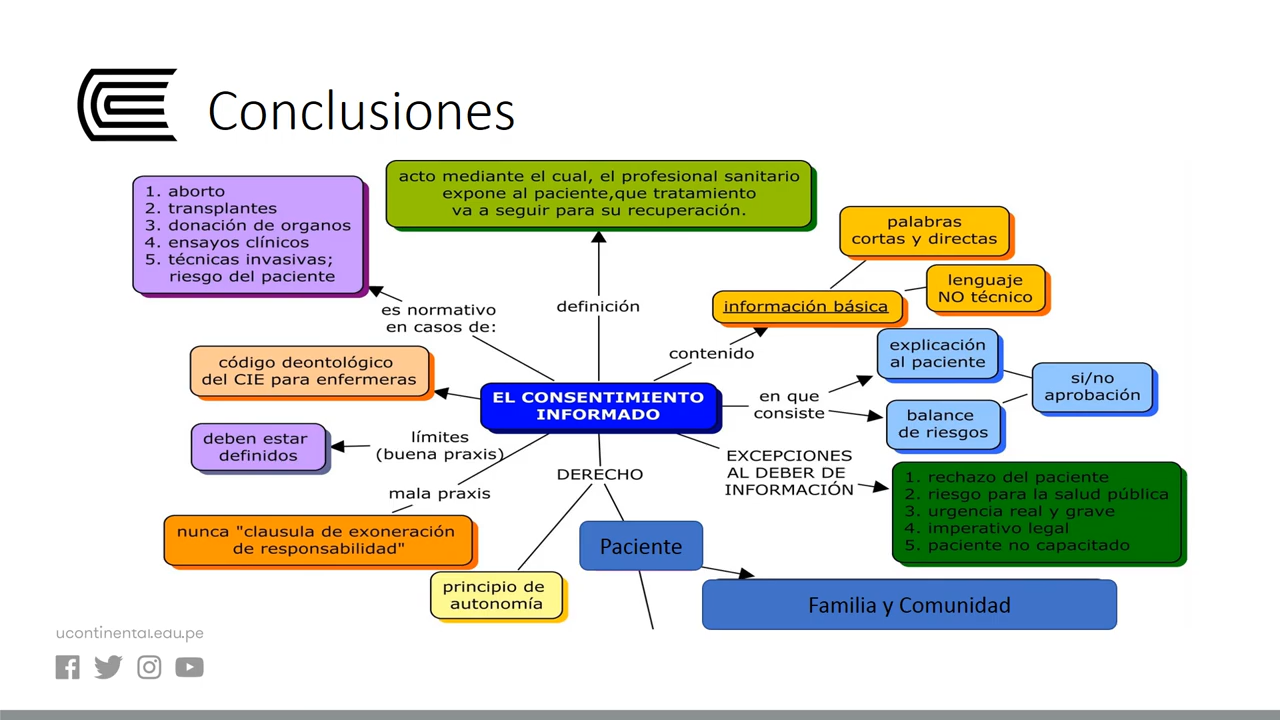 Conclusiones
acto mediante el cual, el profesional sanitario
expone al paciente,que tratamiento
va a seguir para su recuperación.
1. aborto
2. transplantes
3. donación de organos
4. ensayos clínicos
5. técnicas invasivas;
riesgo del paciente
palabras
cortas y directas
lenguaje
NO técnico
información básica
definición
es normativo
en casos de:
contenido
explicación
al paciente
código deontológico
del CIE para enfermeras
EL CONSENTIMIENTO
INFORMADO
en que
consiste
si/no
aprobación
balance
de riesgos
deben estar
definidos
límites
(buena praxis)
DERECHO
EXCEPCIONES
AL DEBER DE
INFORMACIÓN
1. rechazo del paciente
2. riesgo para la salud pública
3. urgencia real y grave
4. imperativo legal
5. paciente no capacitado
mala praxis
nunca "clausula de exoneración
de responsabilidad"
Paciente
principio de
autonomía
Familia y Comunidad
ucontinental.edu.pe